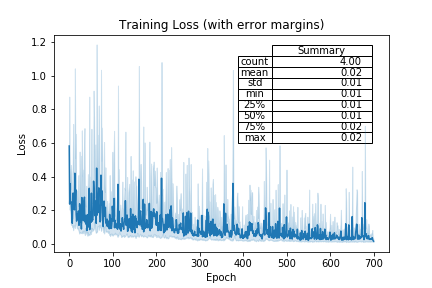 Training Loss (with error margins)
Summary
count 4.00
mean 0.02
std 0.01
min 0.01
25% 0.01
50% 0.01
75% 0.02
max 0.02
1.2
1.0
0.8
0.6
0.4
0.2
0.0
Loss
0 100 200 300 400 500 600 700
Epoch